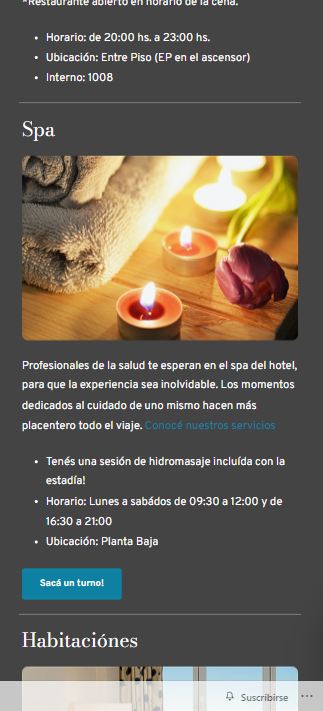 *Restaurante abierto en horario de la cena.
• Horario: de 20:00 hs. a 23:00 hs.
• Ubicación: Entre Piso (EP en el ascensor)
• Interno: 1008
Spa
Profesionales de la salud te esperan en el spa del hotel,
para que la experiencia sea inolvidable. Los momentos
dedicados al cuidado de uno mismo hacen más
placentero todo el viaje. Conocé nuestros servicios
• Tenés una sesión de hidromasaje incluída con la
estadía!
• Horario: Lunes a sabádos de 09:30 a 12:00 y de
16:30 a 21:00
• Ubicación: Planta Baja
Sacá un turno!
Habitaciónes
Suscribirse